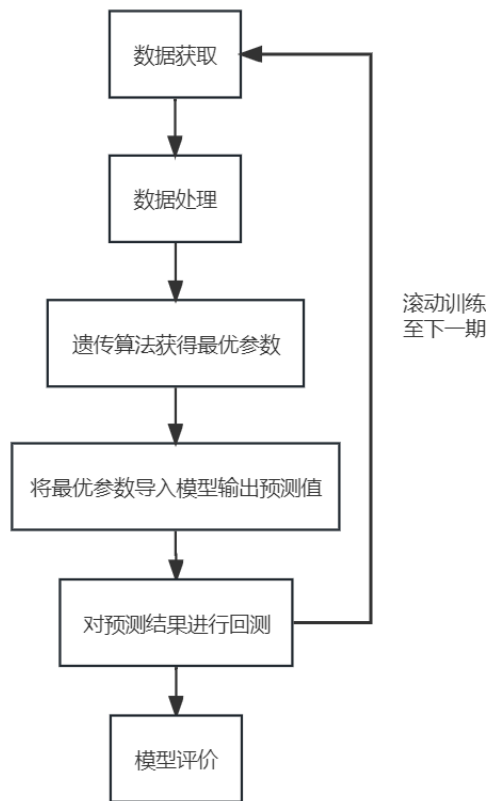 数据获取
数据处理
滚动训练
至下一期
遗传算法获得最优参数
将最优参数导入模型输出预测值
对预测结果进行回测
模型评价